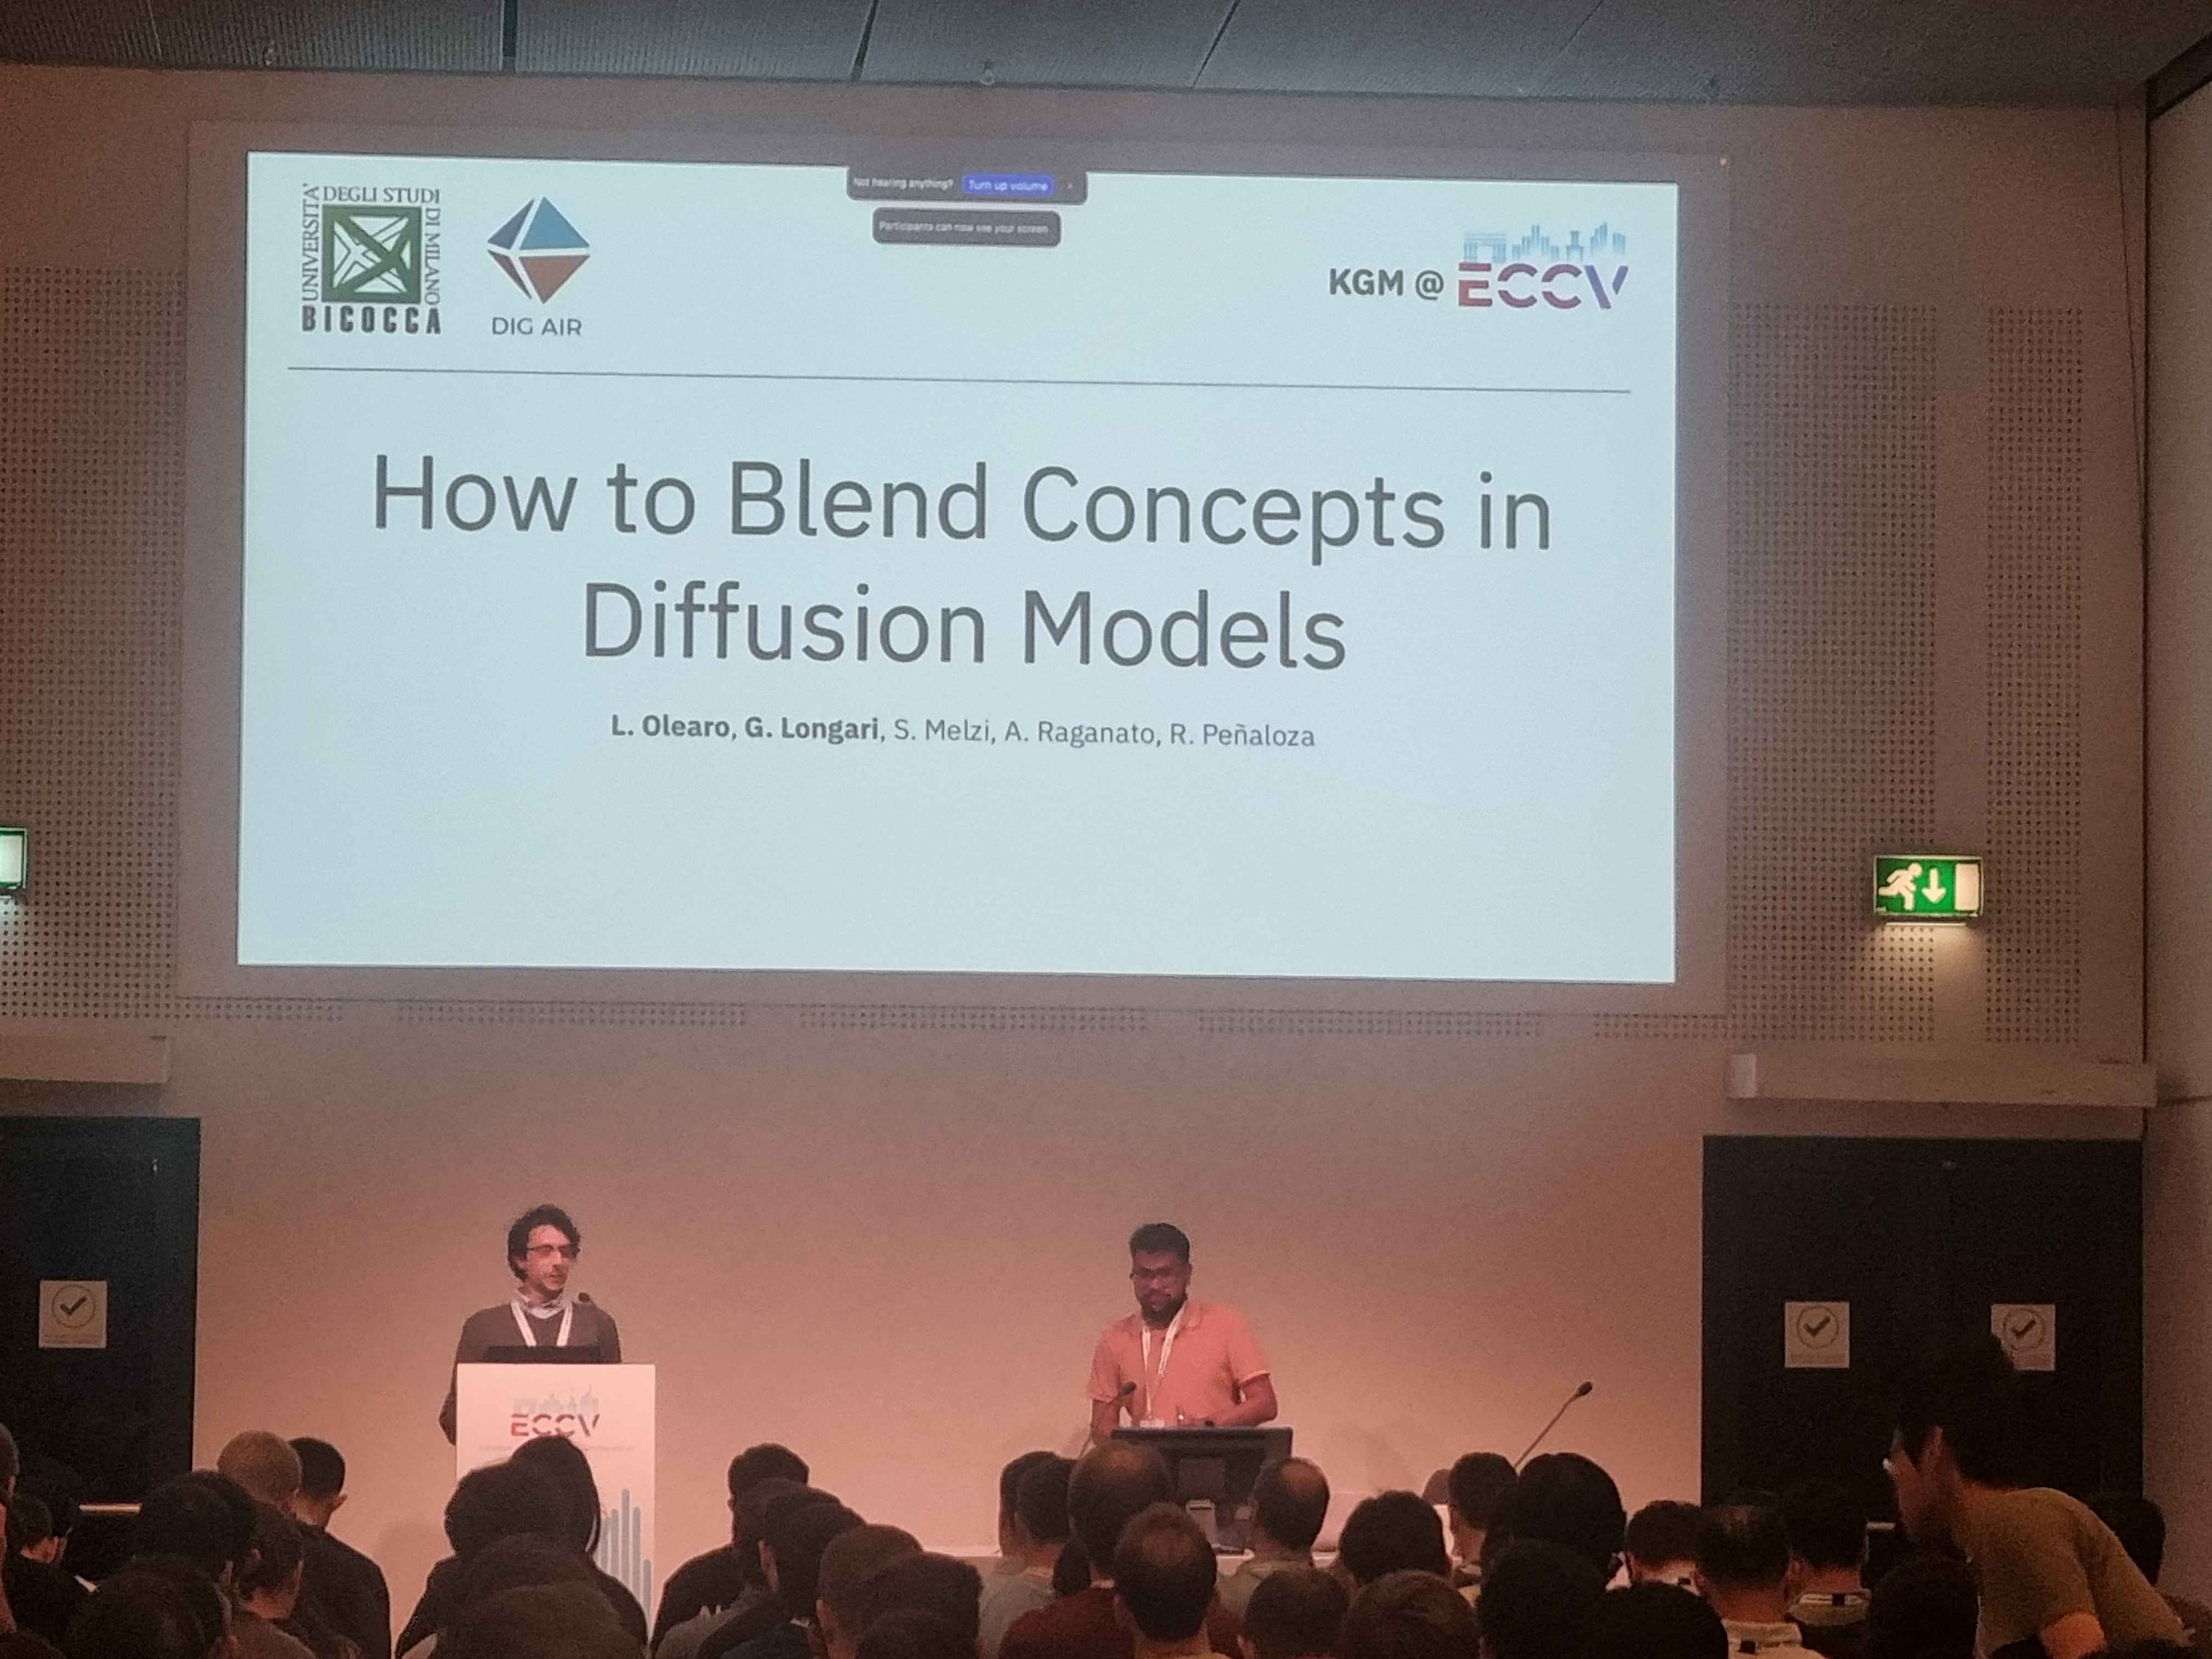 UNIVERSITA' DEGLI STUDI DI MILANO
BICOCCA
DIG AIR
Not hearing anything? Turn up volume
Participants can now see your screen
KGM @ ECCV
How to Blend Concepts in
Diffusion Models
L. Olearo, G. Longari, S. Melzi, A. Raganato, R. Peñaloza
ECCV